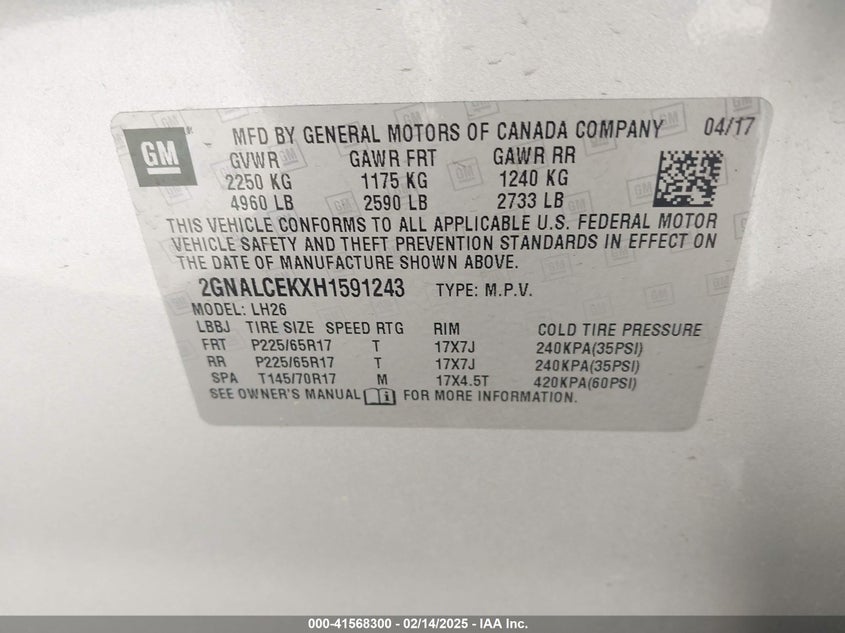 GM
MFD BY GENERAL MOTORS OF CANADA COMPANY 04/17
GVWR GAWR FRT GAWR RR
2250 KG 1175 KG 1240 KG
4960 LB 2590 LB 2733 LB
THIS VEHICLE CONFORMS TO ALL APPLICABLE U.S. FEDERAL MOTOR
VEHICLE SAFETY AND THEFT PREVENTION STANDARDS IN EFFECT ON
THE DATE OF MANUFACTURE SHOWN ABOVE.
2GNALCEKXH1591243 TYPE: M.P.V.
MODEL: LH26
LBBJ TIRE SIZE SPEED RTG RIM COLD TIRE PRESSURE
FRT P225/65R17 T 17X7J 240KPA(35PSI)
RR P225/65R17 T 17X7J 240KPA(35PSI)
SPA T145/70R17 M 17X4.5T 420KPA(60PSI)
SEE OWNER'S MANUAL FOR MORE INFORMATION.
000-41568300 - 02/14/2025 - IAA Inc.